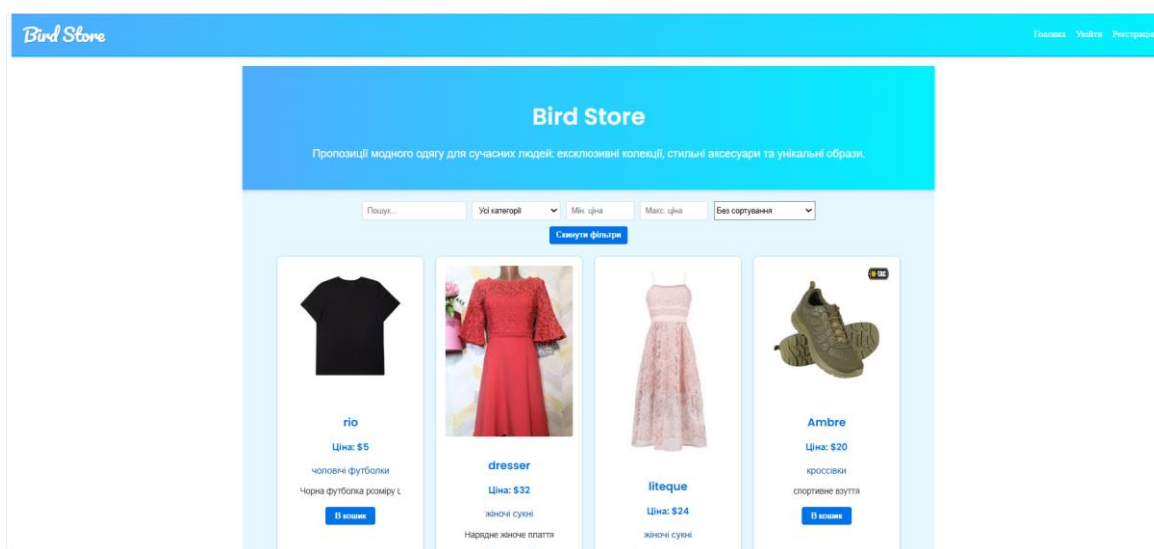 Bird Store
Головна Увійти Реєстрація
Bird Store
Пропозиції модного одягу для сучасних людей: ексклюзивні колекції, стильні аксесуари та унікальні образи.
Пошук... Усі категорії Мін. ціна Макс. ціна Без сортування
Скинути фільтри
rio
Ціна: $5
чоловічі футболки
Чорна футболка розміру L
В кошик
dresser
Ціна: $32
жіночі сукні
Нарядне жіноче плаття
liteque
Ціна: $24
жіночі сукні
Ambre
Ціна: $20
кроссівки
спортивне взуття
В кошик